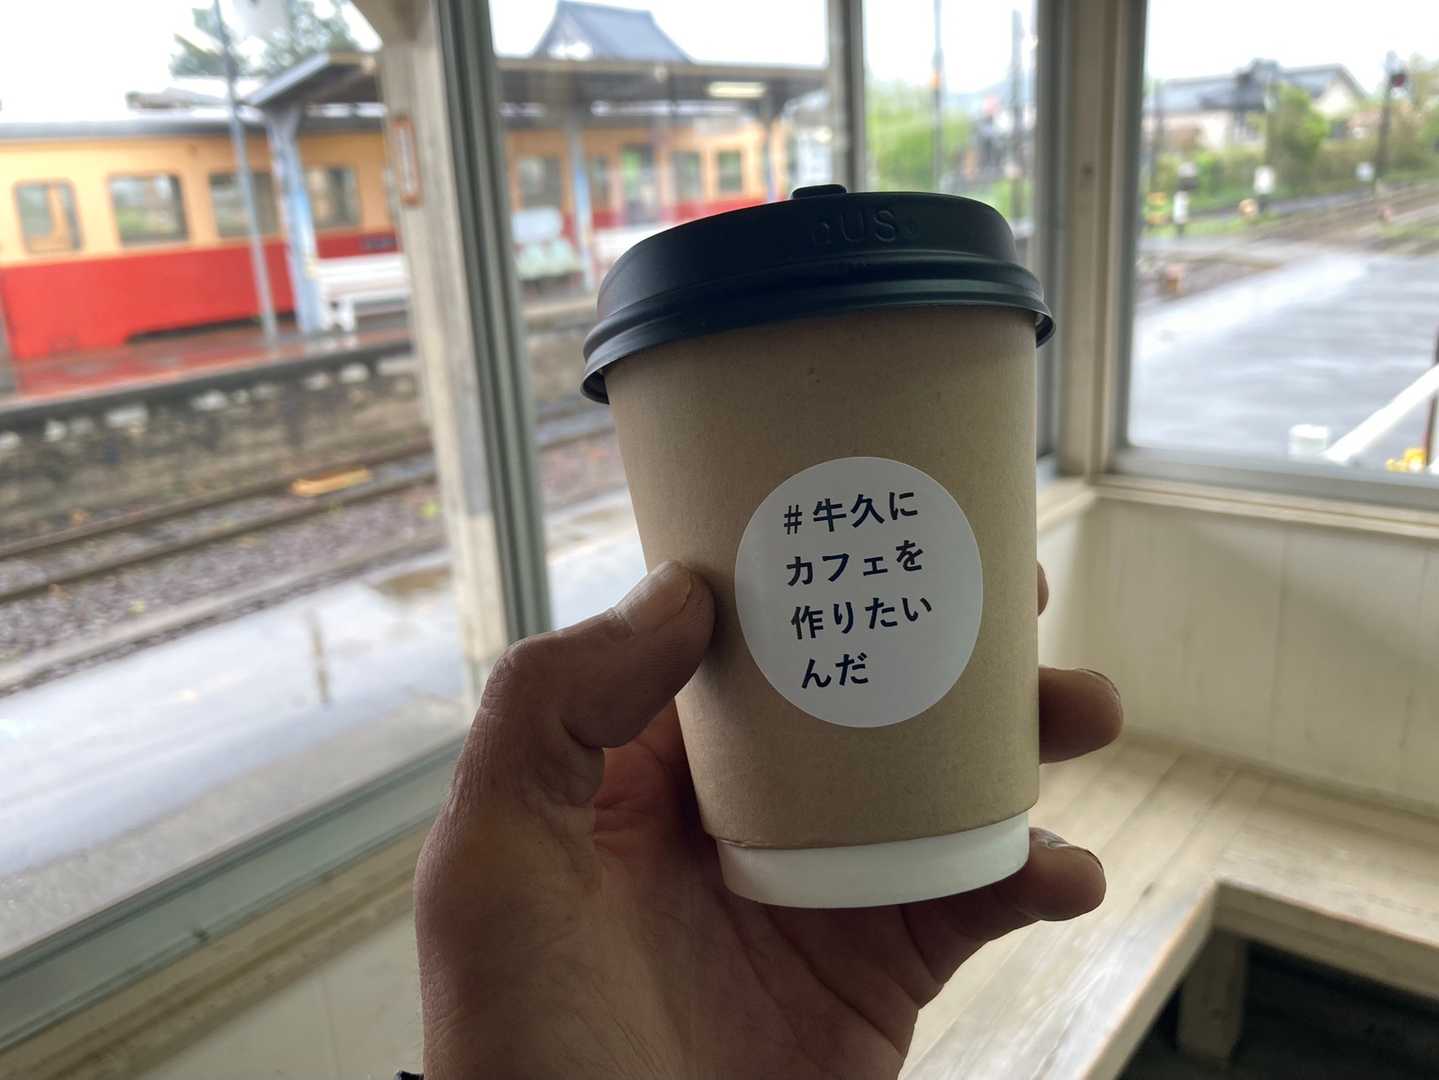 #牛久に
カフェを
作りたい
んだ